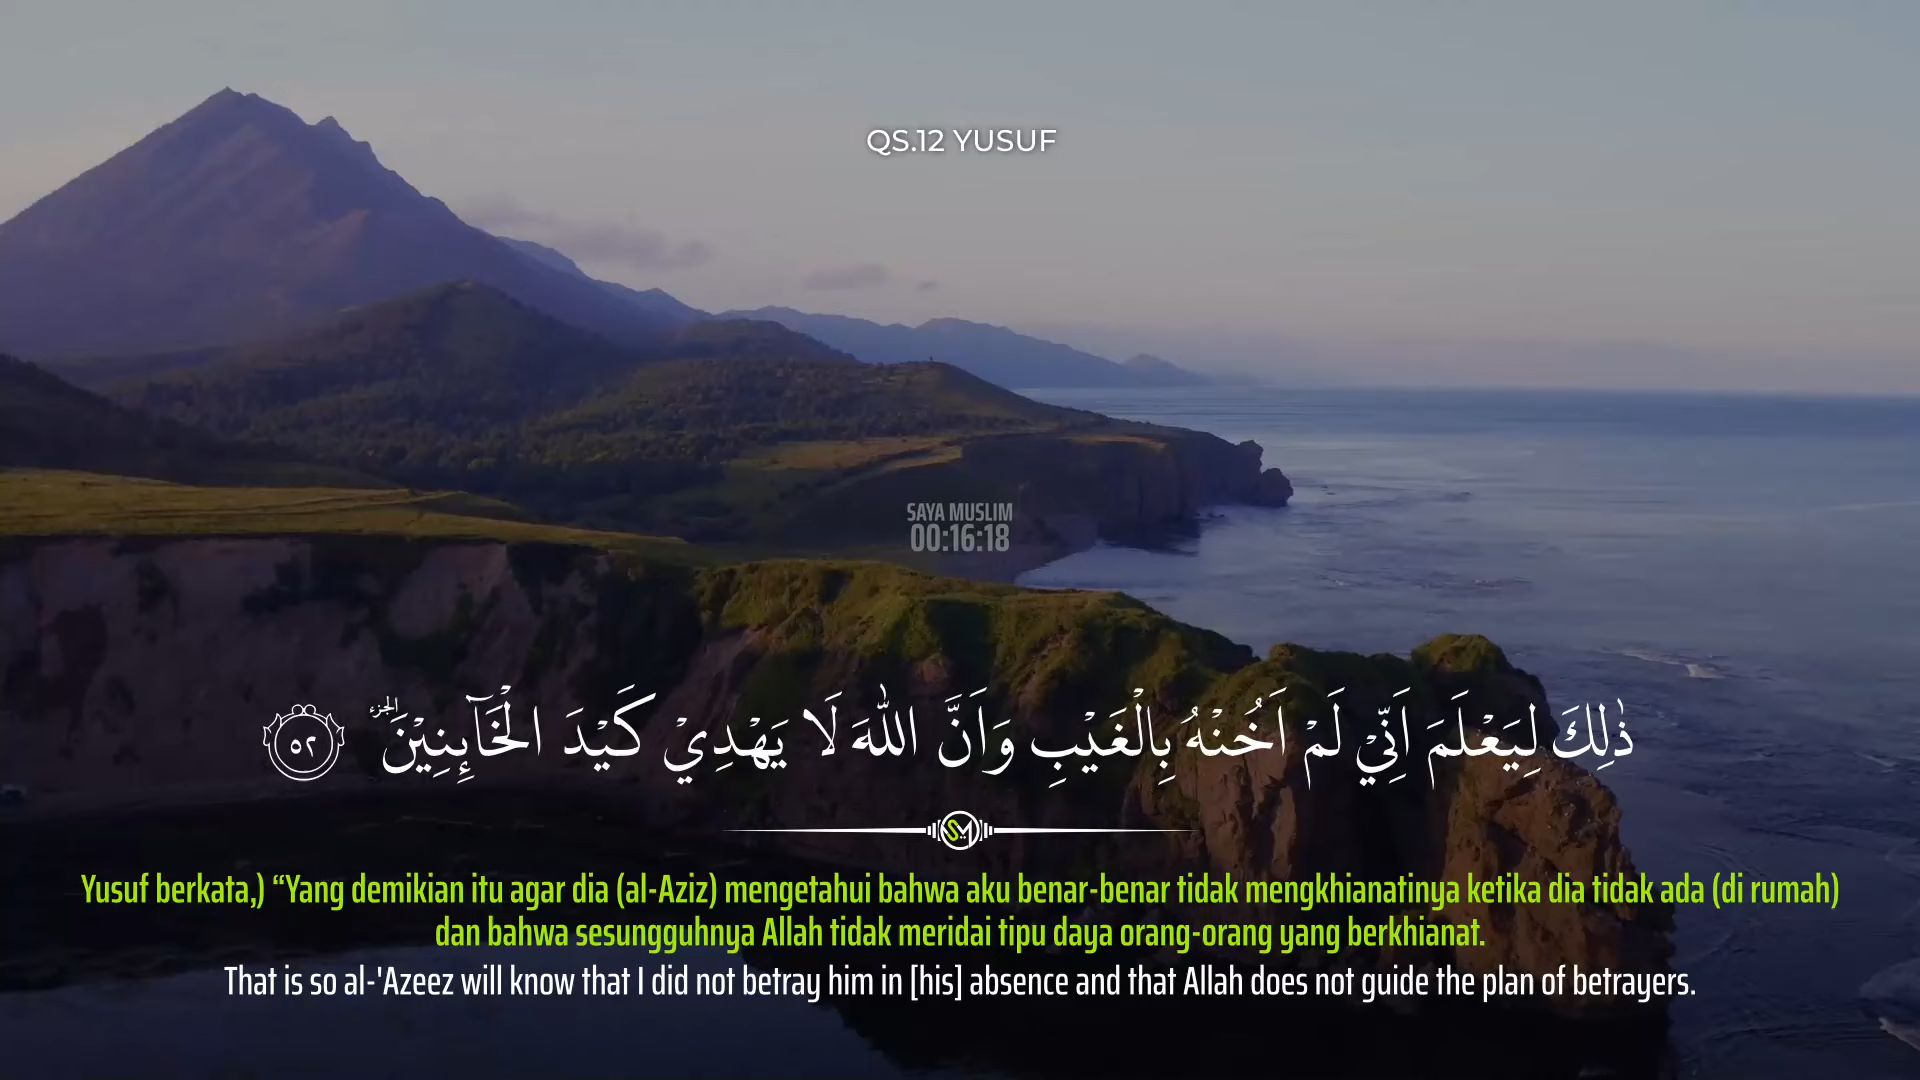 QS.12 YUSUF
SAYA MUSLIM
00:16:18
ذٰلِكَ لِيَعْلَمَ اَنِّيْ لَمْ اَخُنْهُ بِالْغَيْبِ وَاَنَّ اللّٰهَ لَا يَهْدِيْ كَيْدَ الْخَاۤىِٕنِيْنَ ۔ الجزء ٥٢
SM
Yusuf berkata,) “Yang demikian itu agar dia (al-Aziz) mengetahui bahwa aku benar-benar tidak mengkhianatinya ketika dia tidak ada (di rumah)
dan bahwa sesungguhnya Allah tidak meridai tipu daya orang-orang yang berkhianat.
That is so al-'Azeez will know that I did not betray him in [his] absence and that Allah does not guide the plan of betrayers.